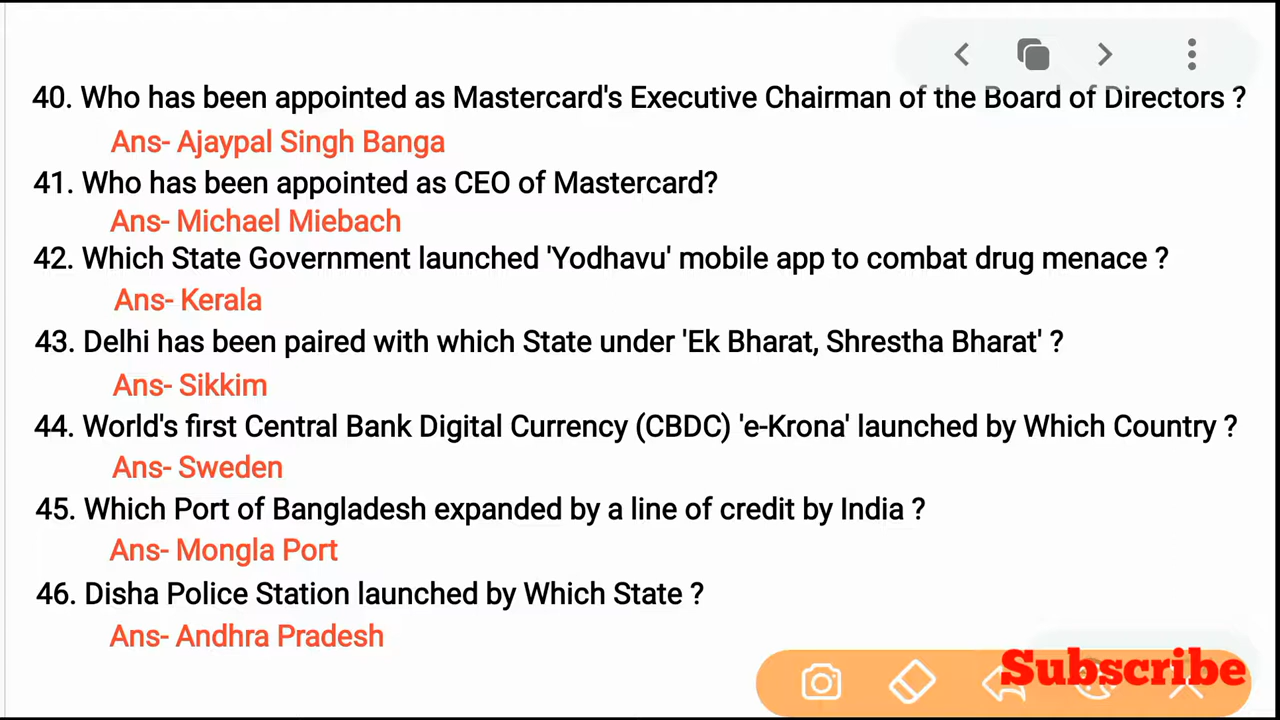 40. Who has been appointed as Mastercard's Executive Chairman of the Board of Directors ?
Ans- Ajaypal Singh Banga
41. Who has been appointed as CEO of Mastercard?
Ans- Michael Miebach
42. Which State Government launched 'Yodhavu' mobile app to combat drug menace ?
Ans- Kerala
43. Delhi has been paired with which State under 'Ek Bharat, Shrestha Bharat' ?
Ans- Sikkim
44. World's first Central Bank Digital Currency (CBDC) 'e-Krona' launched by Which Country ?
Ans- Sweden
45. Which Port of Bangladesh expanded by a line of credit by India ?
Ans- Mongla Port
46. Disha Police Station launched by Which State ?
Ans- Andhra Pradesh
Subscribe